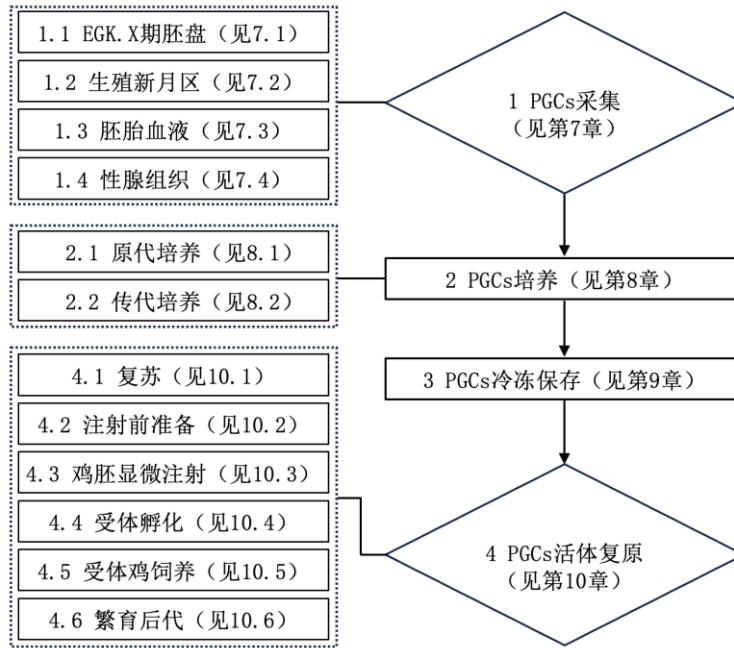 1.1 EGK.X期胚盘（见7.1）
1.2 生殖新月区（见7.2）
1.3 胚胎血液（见7.3）
1.4 性腺组织（见7.4）
1 PGCs采集
（见第7章）
2.1 原代培养（见8.1）
2.2 传代培养（见8.2）
2 PGCs培养（见第8章）
3 PGCs冷冻保存（见第9章）
4.1 复苏（见10.1）
4.2 注射前准备（见10.2）
4.3 鸡胚显微注射（见10.3）
4.4 受体孵化（见10.4）
4.5 受体鸡饲养（见10.5）
4.6 繁育后代（见10.6）
4 PGCs活体复原
（见第10章）